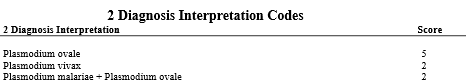 2 Diagnosis Interpretation Codes
2 Diagnosis Interpretation Score
Plasmodium ovale 5
Plasmodium vivax 2
Plasmodium malariae + Plasmodium ovale 2